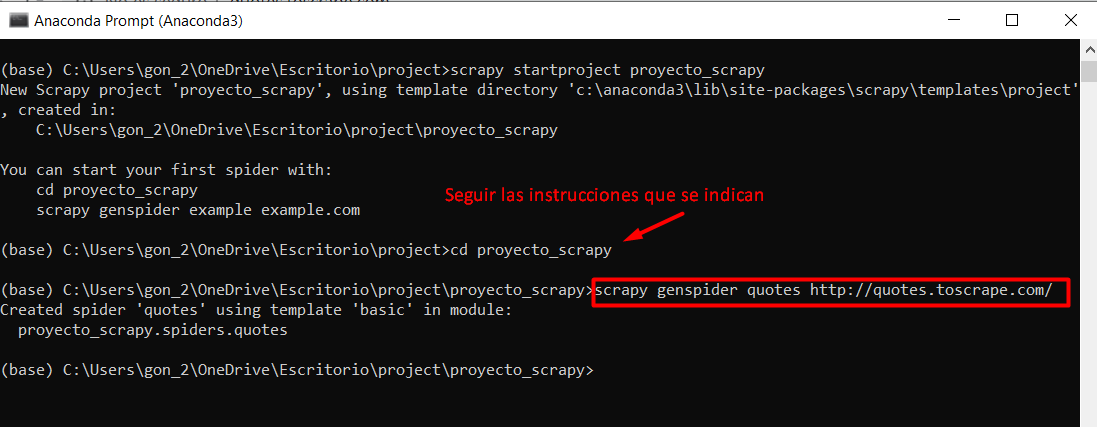 Anaconda Prompt (Anaconda3)
(base) C:\Users\gon_2\OneDrive\Escritorio\project>scrapy startproject proyecto_scrapy
New Scrapy project 'proyecto_scrapy', using template directory 'c:\anaconda3\lib\site-packages\scrapy\templates\project'
, created in:
    C:\Users\gon_2\OneDrive\Escritorio\project\proyecto_scrapy
You can start your first spider with:
    cd proyecto_scrapy
    scrapy genspider example example.com
Seguir las instrucciones que se indican
(base) C:\Users\gon_2\OneDrive\Escritorio\project>cd proyecto_scrapy
(base) C:\Users\gon_2\OneDrive\Escritorio\project\proyecto_scrapy>scrapy genspider quotes http://quotes.toscrape.com/
Created spider 'quotes' using template 'basic' in module:
  proyecto_scrapy.spiders.quotes
(base) C:\Users\gon_2\OneDrive\Escritorio\project\proyecto_scrapy>